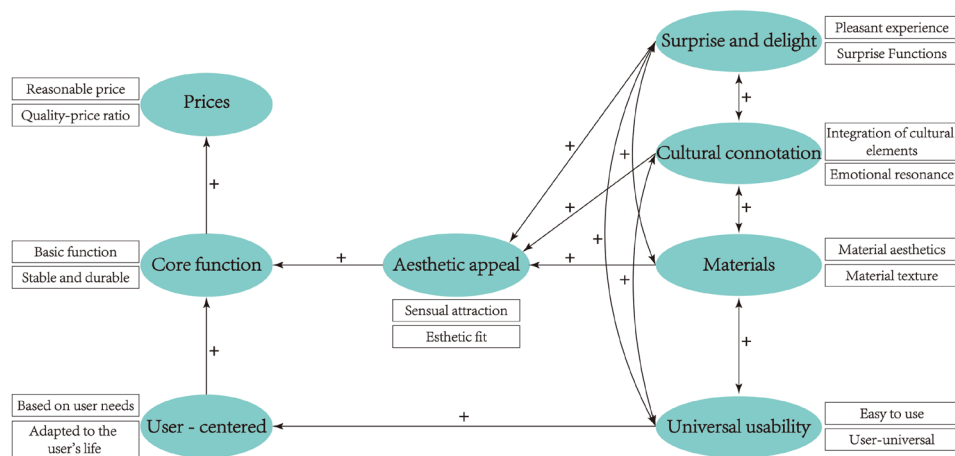 Surprise and delight
Pleasant experience
Surprise Functions
Reasonable price
Quality-price ratio
Prices
+
Cultural connotation
Integration of cultural
elements
Emotional resonance
+
+
+
+
+
Basic function
Stable and durable
Core function
+
Aesthetic appeal
+
Materials
Material aesthetics
Material texture
+
+
Sensual attraction
Esthetic fit
+
+
Based on user needs
Adapted to the
user's life
User - centered
+
Universal usability
Easy to use
User-universal